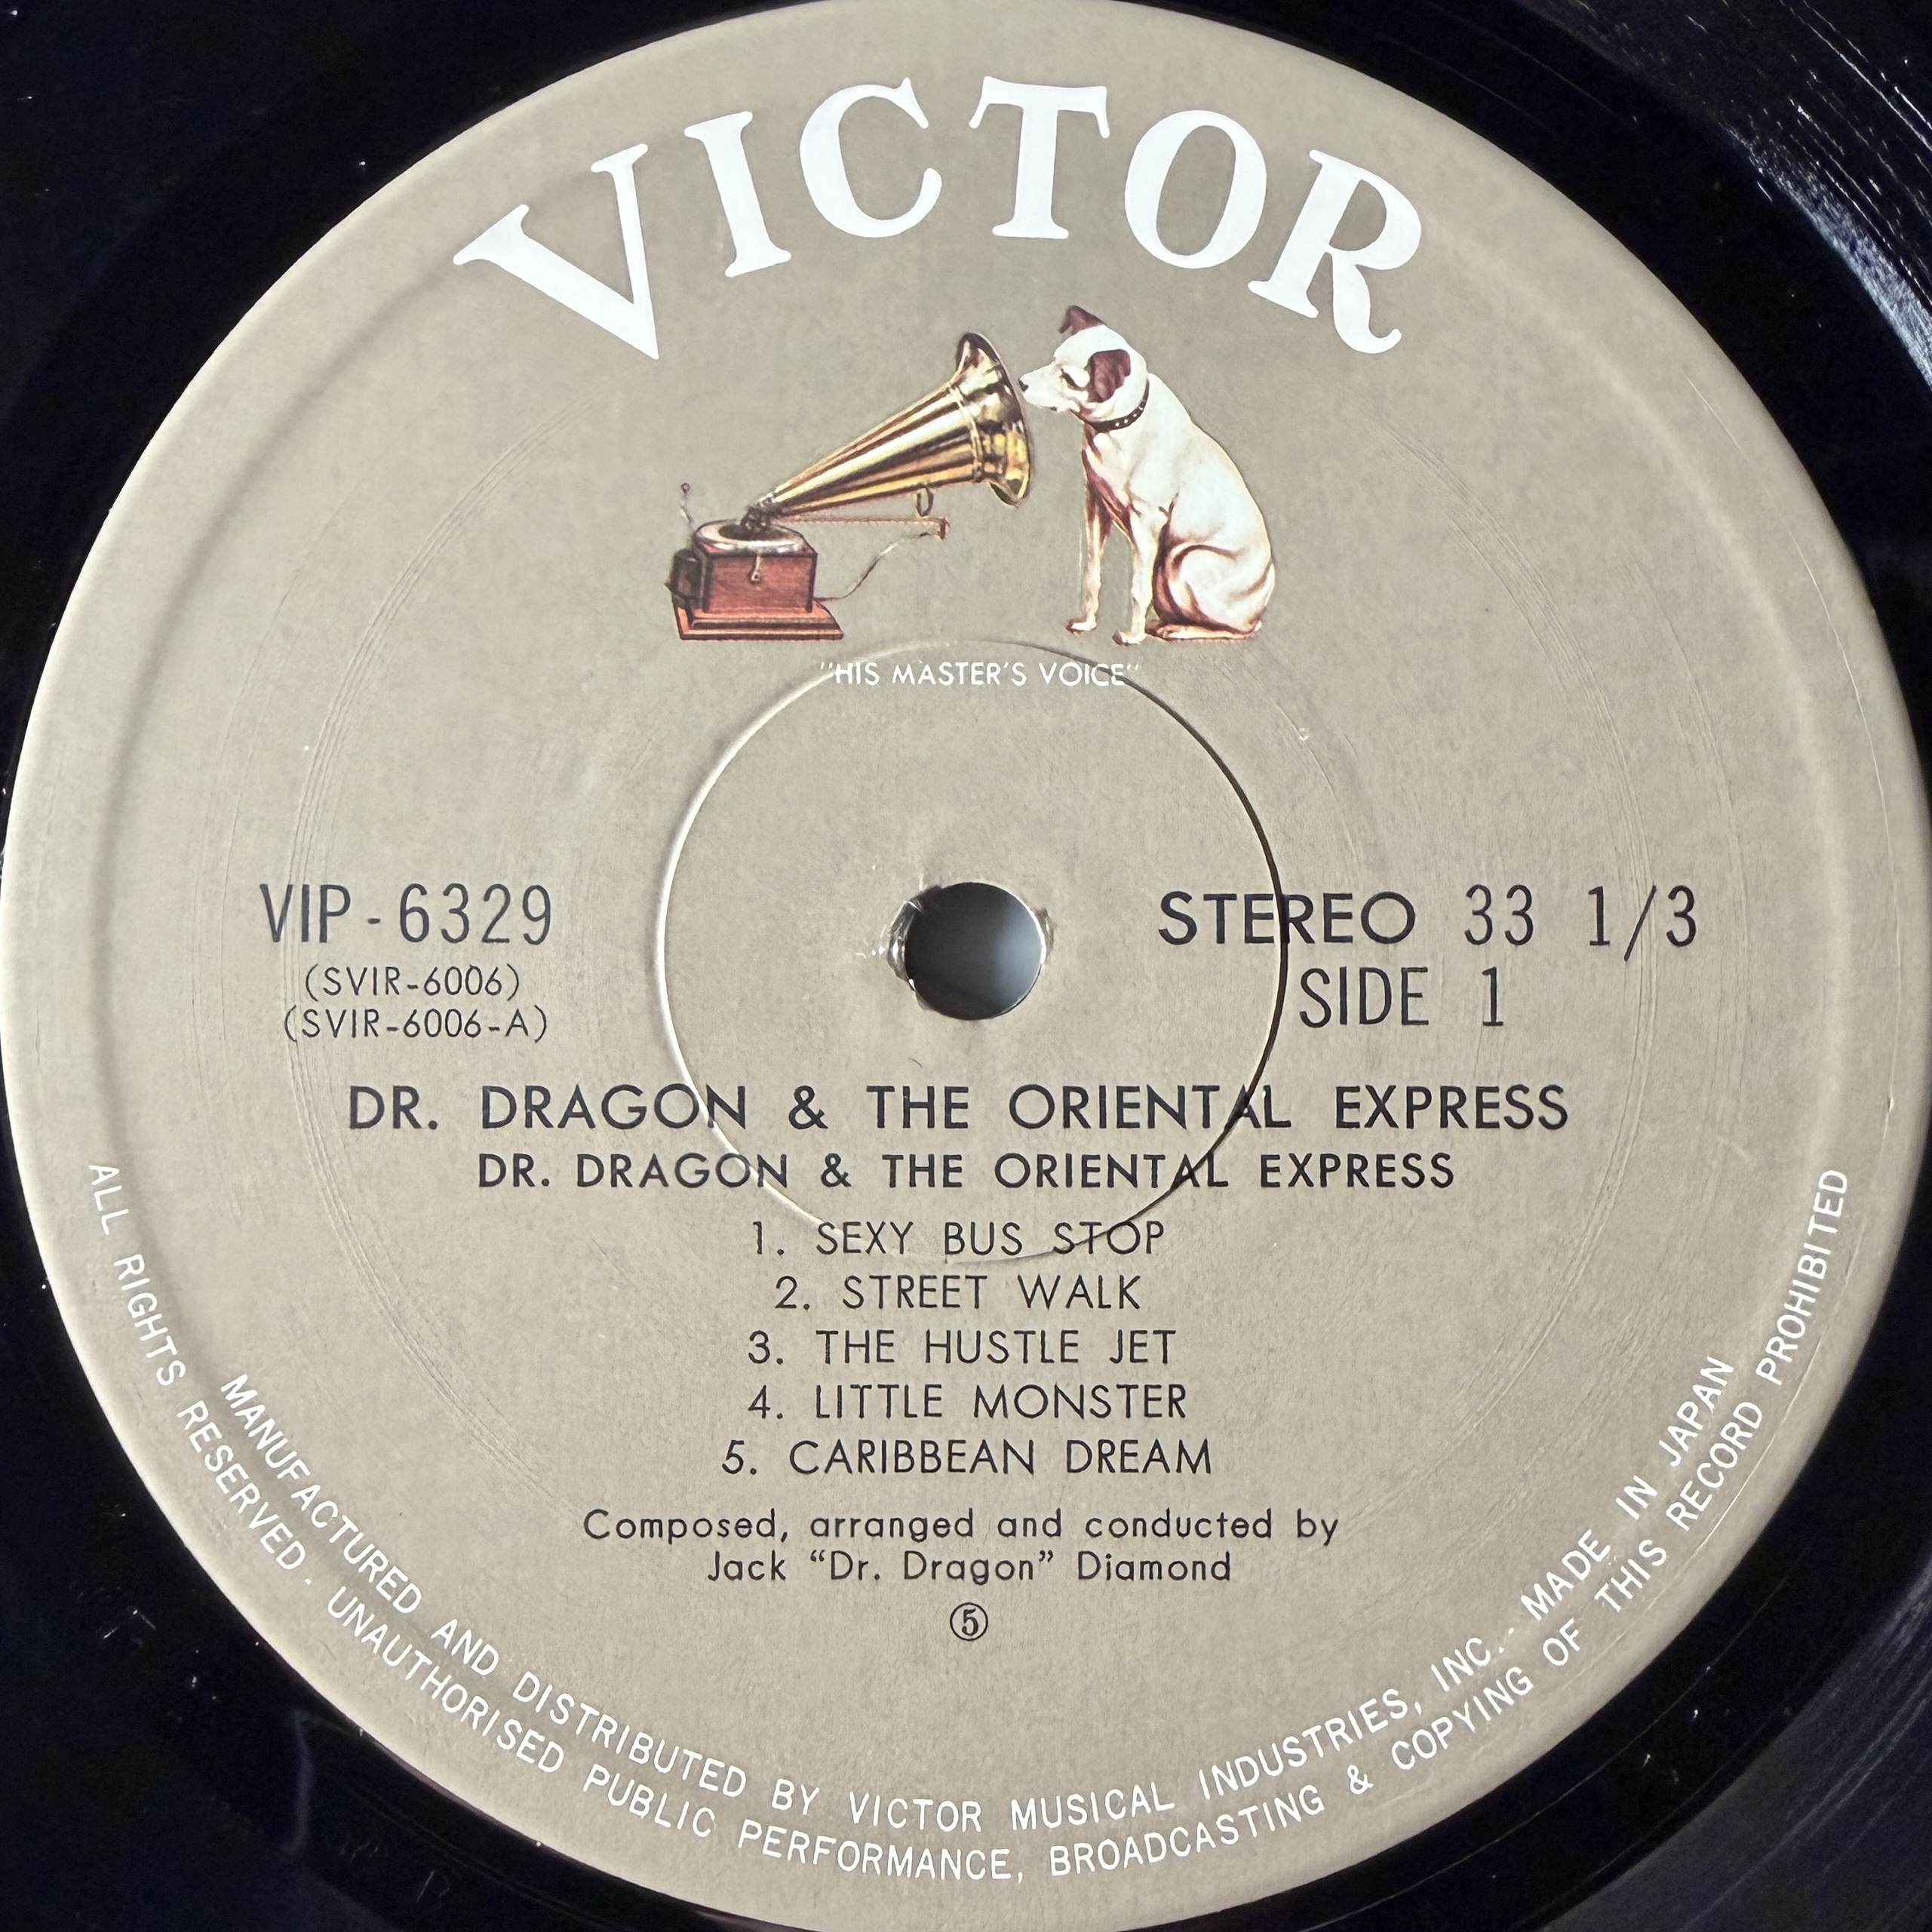 VICTOR
"HIS MASTER'S VOICE"
VIP-6329
(SVIR-6006)
(SVIR-6006-A)
STEREO 33 1/3
SIDE 1
DR. DRAGON & THE ORIENTAL EXPRESS
DR. DRAGON & THE ORIENTAL EXPRESS
1. SEXY BUS STOP
2. STREET WALK
3. THE HUSTLE JET
4. LITTLE MONSTER
5. CARIBBEAN DREAM
Composed, arranged and conducted by
Jack “Dr. Dragon” Diamond
⑤
MANUFACTURED AND DISTRIBUTED BY VICTOR MUSICAL INDUSTRIES, INC.- MADE IN JAPAN
ALL RIGHTS RESERVED. UNAUTHORISED PUBLIC PERFORMANCE, BROADCASTING & COPYING OF THIS RECORD PROHIBITED